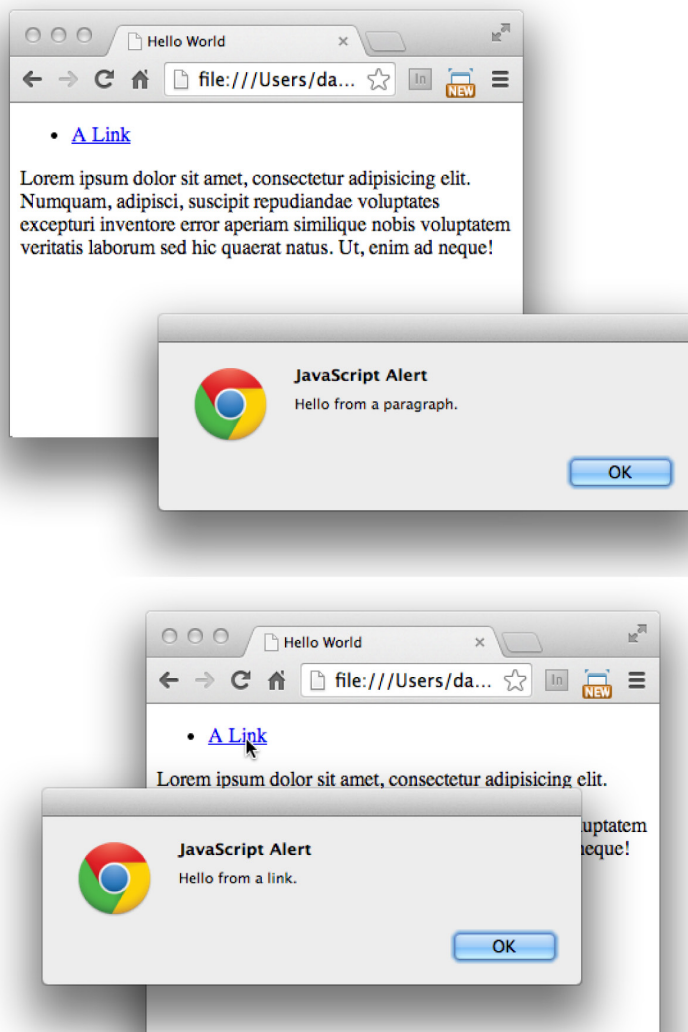 Hello World
file:///Users/da...
In
NEW
• A Link
Lorem ipsum dolor sit amet, consectetur adipisicing elit.
Numquam, adipisci, suscipit repudiandae voluptates
excepturi inventore error aperiam similique nobis voluptatem
veritatis laborum sed hic quaerat natus. Ut, enim ad neque!
JavaScript Alert
Hello from a paragraph.
OK
Hello World
file:///Users/da...
In
NEW
• A Link
Lorem ipsum dolor sit amet, consectetur adipisicing elit.
JavaScript Alert
Hello from a link.
OK